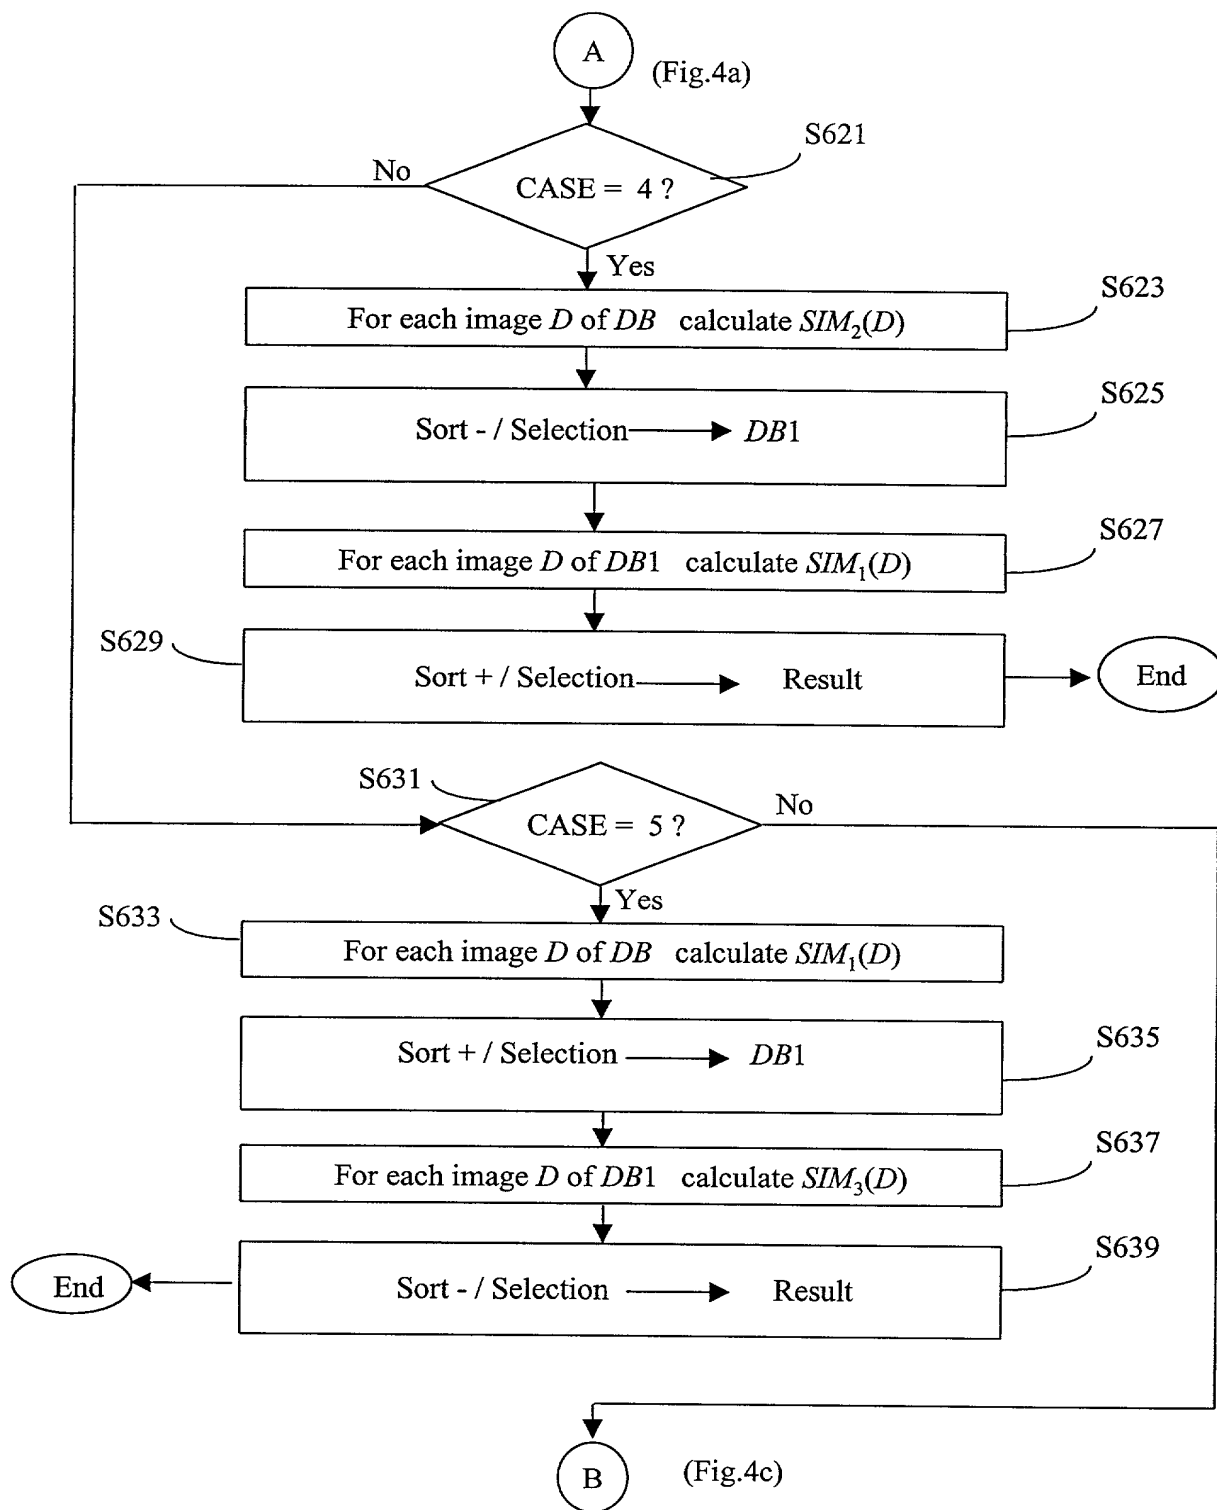 A
(Fig.4a)
S621
No
CASE = 4 ?
Yes
S623
For each image D of DB calculate SIM₂(D)
S625
Sort - / Selection DB1
S627
For each image D of DB1 calculate SIM₁(D)
S629
Sort + / Selection Result
End
S631
No
CASE = 5 ?
Yes
S633
For each image D of DB calculate SIM₁(D)
Sort + / Selection DB1
S635
S637
For each image D of DB1 calculate SIM₃(D)
S639
End
Sort - / Selection Result
B
(Fig.4c)